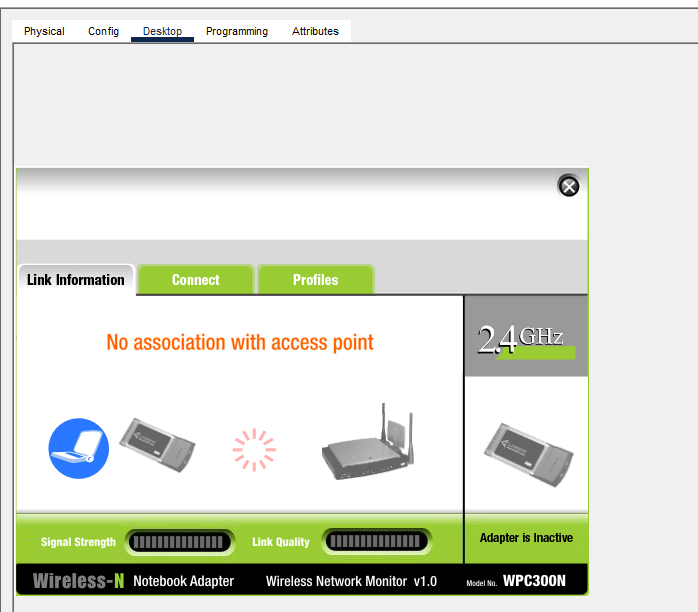 Physical Config Desktop Programming Attributes
Link Information Connect Profiles
No association with access point
2.4GHz
Signal Strength Link Quality Adapter is Inactive
Wireless-N Notebook Adapter Wireless Network Monitor v1.0 Model No. WPC300N